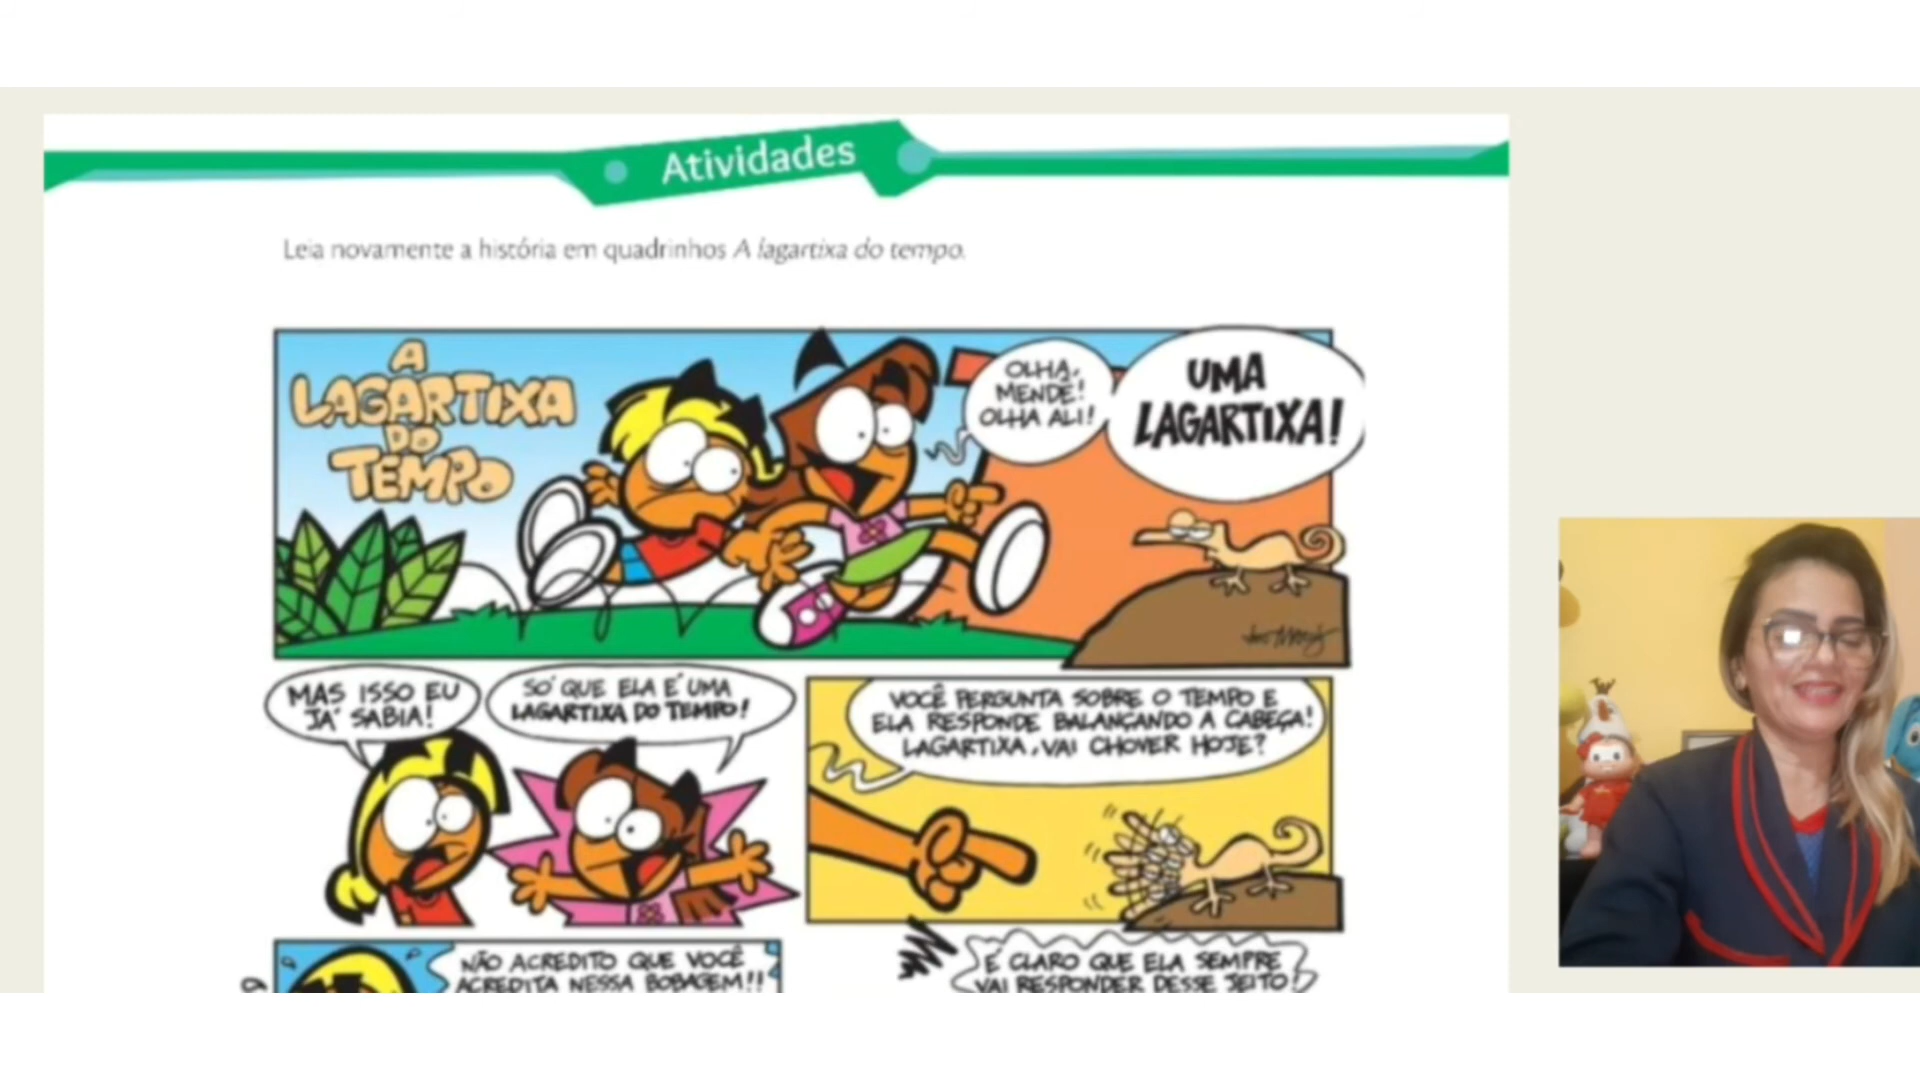 Atividades
Leia novamente a história em quadrinhos A lagartixa do tempo.
A
LAGARTIXA
DO
TEMPO
OLHA,
MENDÊ!
OLHA ALI!
UMA
LAGARTIXA!
MAS ISSO EU
JÁ SABIA!
SÓ QUE ELA É UMA
LAGARTIXA DO TEMPO!
VOCÊ PERGUNTA SOBRE O TEMPO E
ELA RESPONDE BALANÇANDO A CABEÇA!
LAGARTIXA, VAI CHOVER HOJE?
NÃO ACREDITO QUE VOCÊ
ACREDITA NESSA BOBAGEM!!
É CLARO QUE ELA SEMPRE
VAI RESPONDER DESSE JEITO!